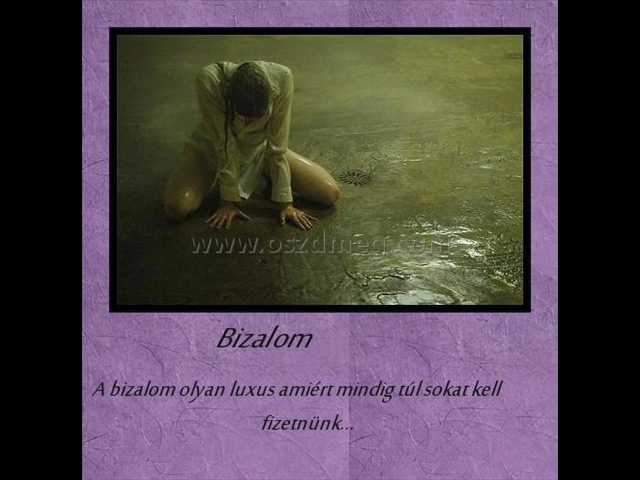 www.oszdmeg.com
Bizalom
A bizalom olyan luxus amiért mindig túl sokat kell
fizetnünk...